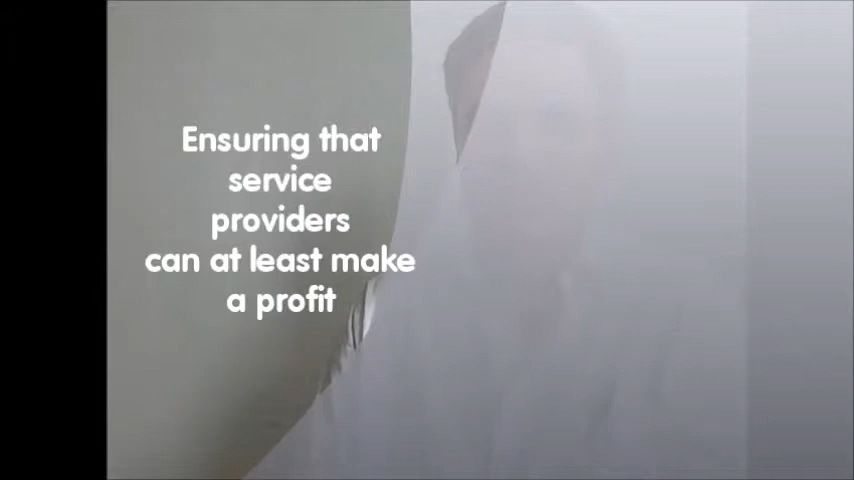 Ensuring that
service
providers
can at least make
a profit